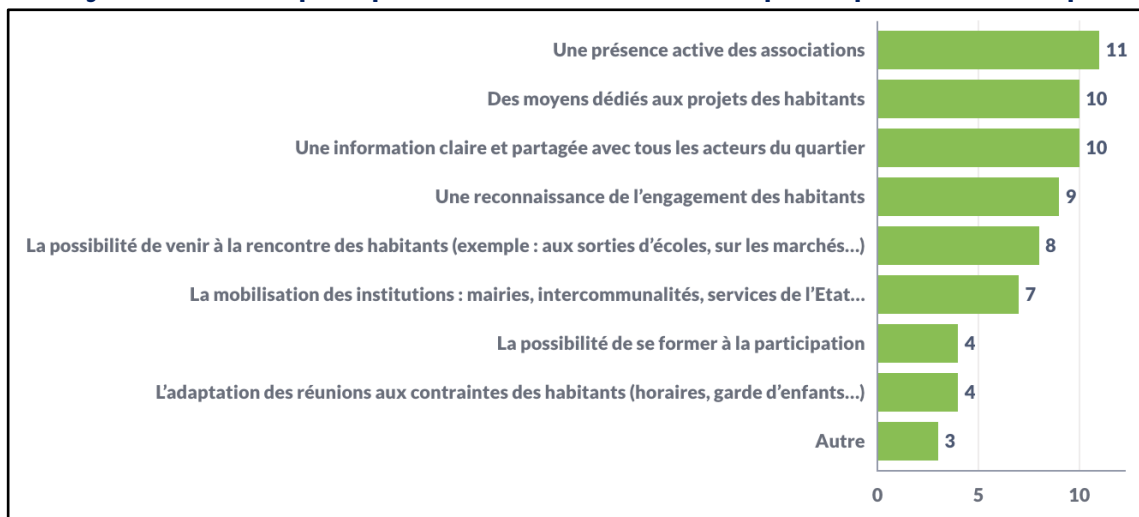 Une présence active des associations 11
Des moyens dédiés aux projets des habitants 10
Une information claire et partagée avec tous les acteurs du quartier 10
Une reconnaissance de l’engagement des habitants 9
La possibilité de venir à la rencontre des habitants (exemple : aux sorties d’écoles, sur les marchés...) 8
La mobilisation des institutions : mairies, intercommunalités, services de l’Etat... 7
La possibilité de se former à la participation 4
L’adaptation des réunions aux contraintes des habitants (horaires, garde d’enfants...) 4
Autre 3
0 5 10